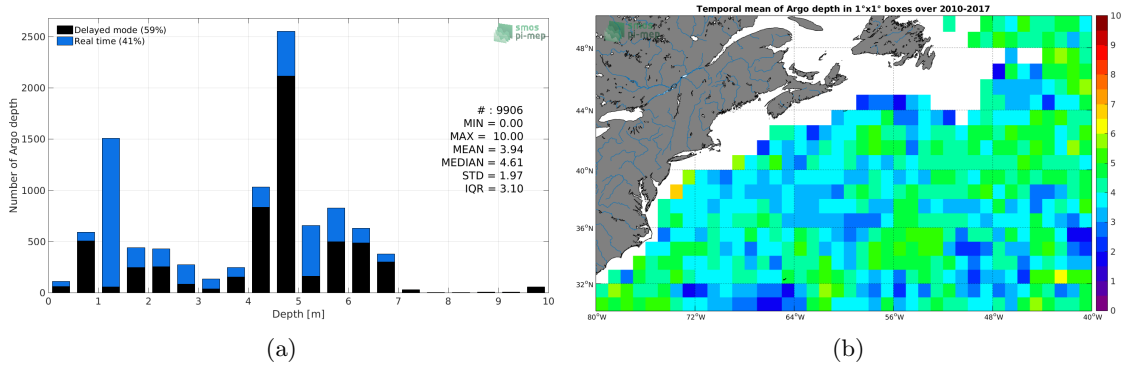 Delayed mode (59%)
Real time (41%)
smos
pi-mep
# : 9906
MIN = 0.00
MAX = 10.00
MEAN = 3.94
MEDIAN = 4.61
STD = 1.97
IQR = 3.10
Number of Argo depth
2500
2000
1500
1000
500
0
0 1 2 3 4 5 6 7 8 9 10
Depth [m]
(a)
Temporal mean of Argo depth in 1°x1° boxes over 2010-2017
smos
pi-mep
48°N
44°N
40°N
36°N
32°N
80°W 72°W 64°W 56°W 48°W 40°W
10
9
8
7
6
5
4
3
2
1
0
(b)